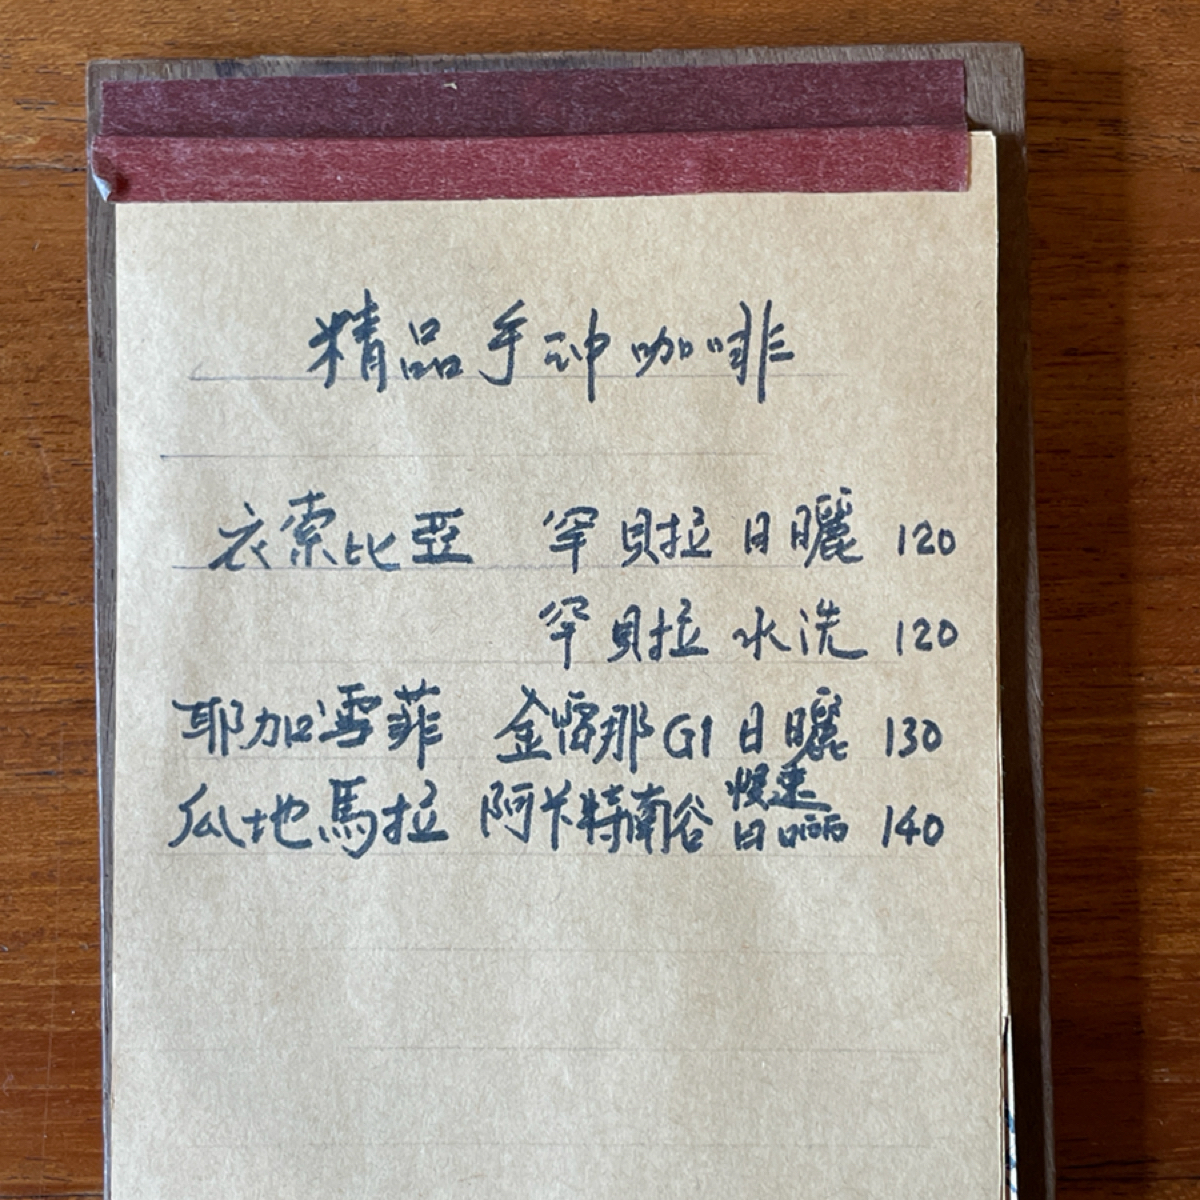 精品手沖咖啡
衣索比亞 罕貝拉 日曬 120
罕貝拉 水洗 120
耶加雪菲 金雷那 G1 日曬 130
瓜地馬拉 阿卡特南谷 慢速日曬 140